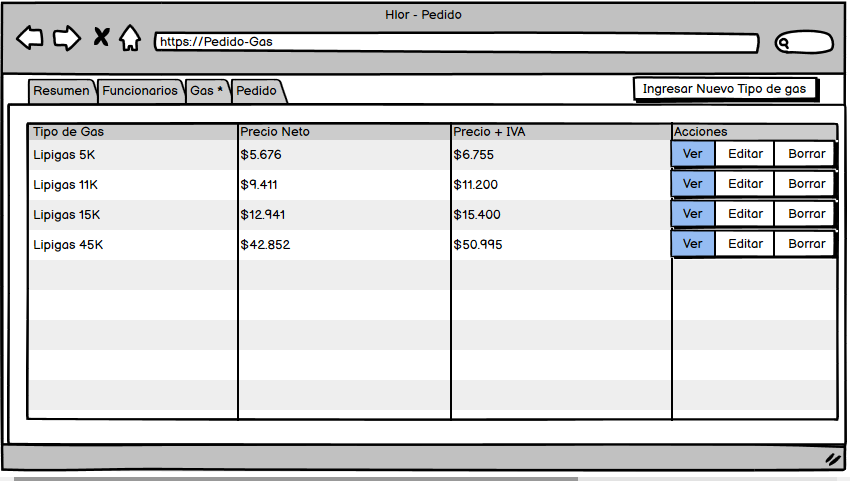 Hlor - Pedido
https://Pedido-Gas
Resumen Funcionarios Gas * Pedido Ingresar Nuevo Tipo de gas
Tipo de Gas Precio Neto Precio + IVA Acciones
Lipigas 5K $5.676 $6.755 Ver Editar Borrar
Lipigas 11K $9.411 $11.200 Ver Editar Borrar
Lipigas 15K $12.941 $15.400 Ver Editar Borrar
Lipigas 45K $42.852 $50.995 Ver Editar Borrar